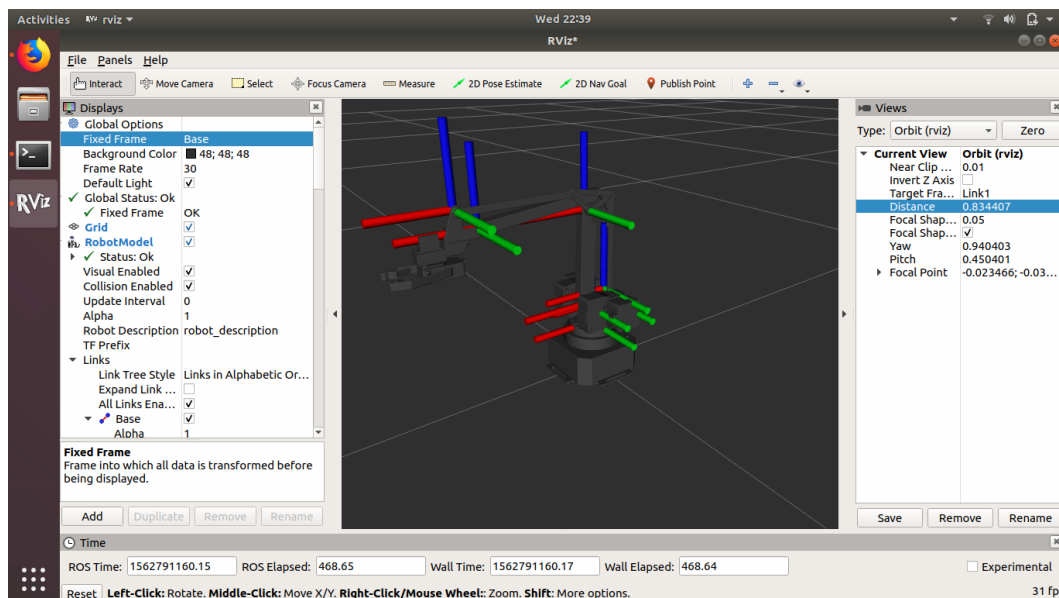 Activities RViz rviz Wed 22:39
RViz*
File Panels Help
Interact Move Camera Select Focus Camera Measure 2D Pose Estimate 2D Nav Goal Publish Point
Displays
Global Options
Fixed Frame Base
Background Color 48; 48; 48
Frame Rate 30
Default Light
Global Status: Ok
Fixed Frame OK
Grid
RobotModel
Status: Ok
Visual Enabled
Collision Enabled
Update Interval 0
Alpha 1
Robot Description robot_description
TF Prefix
Links
Link Tree Style Links in Alphabetic Or...
Expand Link ...
All Links Ena...
Base
Alpha 1
Fixed Frame
Frame into which all data is transformed before
being displayed.
Add Duplicate Remove Rename
Views
Type: Orbit (rviz) Zero
Current View Orbit (rviz)
Near Clip ... 0.01
Invert Z Axis
Target Fra... Link1
Distance 0.834407
Focal Shap... 0.05
Focal Shap...
Yaw 0.940403
Pitch 0.450401
Focal Point -0.023466; -0.03...
Save Remove Rename
Time
ROS Time: 1562791160.15 ROS Elapsed: 468.65 Wall Time: 1562791160.17 Wall Elapsed: 468.64 Experimental
Reset Left-Click: Rotate. Middle-Click: Move X/Y. Right-Click/Mouse Wheel:: Zoom. Shift: More options. 31 fp
RViz